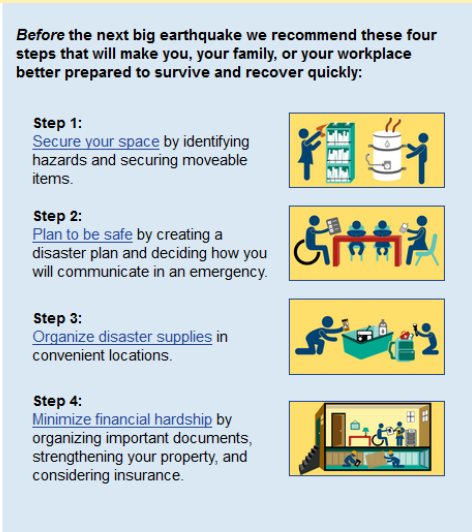 Before the next big earthquake we recommend these four
steps that will make you, your family, or your workplace
better prepared to survive and recover quickly:
Step 1:
Secure your space by identifying
hazards and securing moveable
items.
Step 2:
Plan to be safe by creating a
disaster plan and deciding how you
will communicate in an emergency.
Step 3:
Organize disaster supplies in
convenient locations.
Step 4:
Minimize financial hardship by
organizing important documents,
strengthening your property, and
considering insurance.